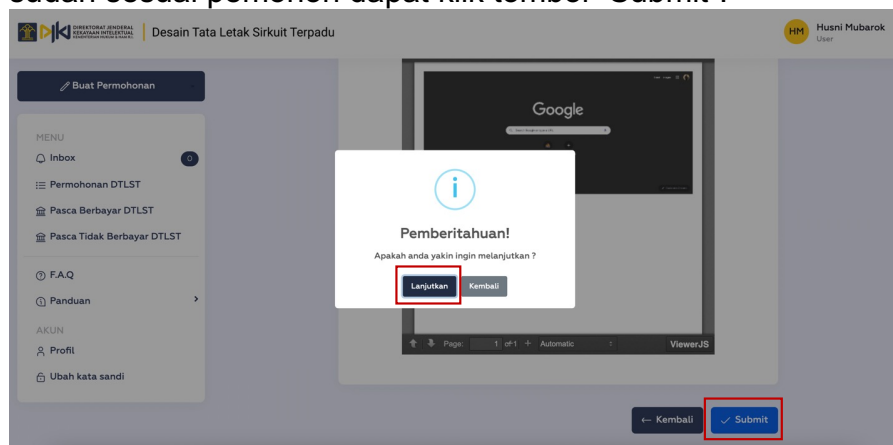 sudah sesuai pemohon dapat klik tombol “Submit”.
DIREKTORAT JENDERAL
KEKAYAAN INTELEKTUAL
KEMENTERIAN HUKUM & HAM R.I.
Desain Tata Letak Sirkuit Terpadu
HM
Husni Mubarok
User
Buat Permohonan
MENU
Inbox
0
Permohonan DTLST
Pasca Berbayar DTLST
Pasca Tidak Berbayar DTLST
F.A.Q
Panduan
AKUN
Profil
Ubah kata sandi
Google
Pemberitahuan!
Apakah anda yakin ingin melanjutkan ?
Lanjutkan
Kembali
Page: 1 of 1
Automatic
ViewerJS
← Kembali
Submit